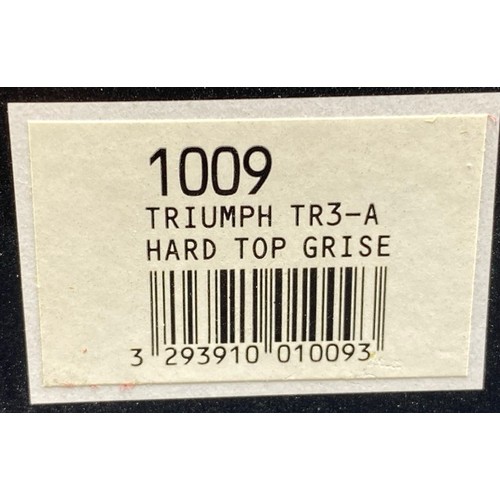 1009
TRIUMPH TR3-A
HARD TOP GRISE
3 293910 010093